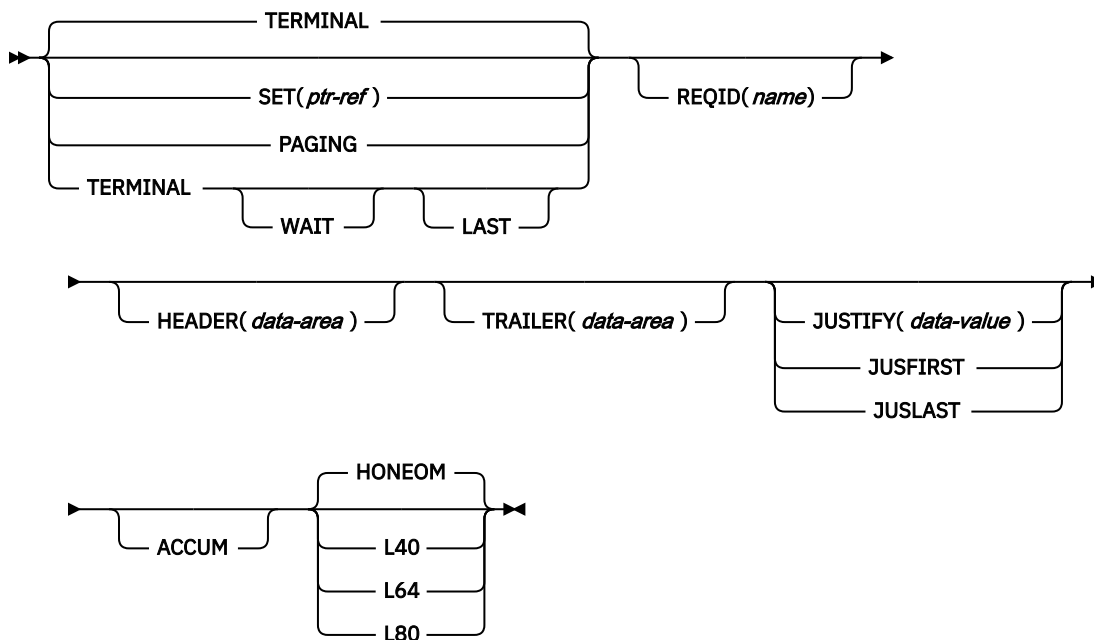 TERMINAL
SET( ptr-ref )
REQID( name)
PAGING
TERMINAL
WAIT
LAST
HEADER( data-area )
TRAILER( data-area )
JUSTIFY( data-value )
JUSFIRST
JUSLAST
HONEOM
ACCUM
L40
L64
L80